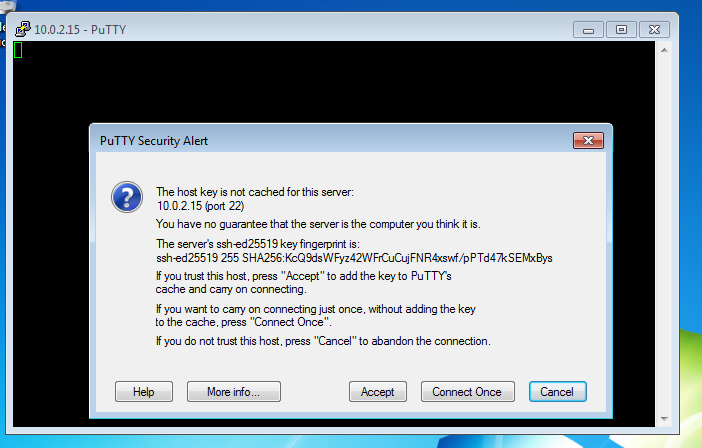 10.0.2.15 - PuTTY
PuTTY Security Alert
The host key is not cached for this server:
10.0.2.15 (port 22)
You have no guarantee that the server is the computer you think it is.
The server's ssh-ed25519 key fingerprint is:
ssh-ed25519 255 SHA256:KcQ9dsWFyz42WFrCuCujFNR4xswf/pPTd47kSEMxBys
If you trust this host, press "Accept" to add the key to PuTTY's
cache and carry on connecting.
If you want to carry on connecting just once, without adding the key
to the cache, press "Connect Once".
If you do not trust this host, press "Cancel" to abandon the connection.
Help More info... Accept Connect Once Cancel